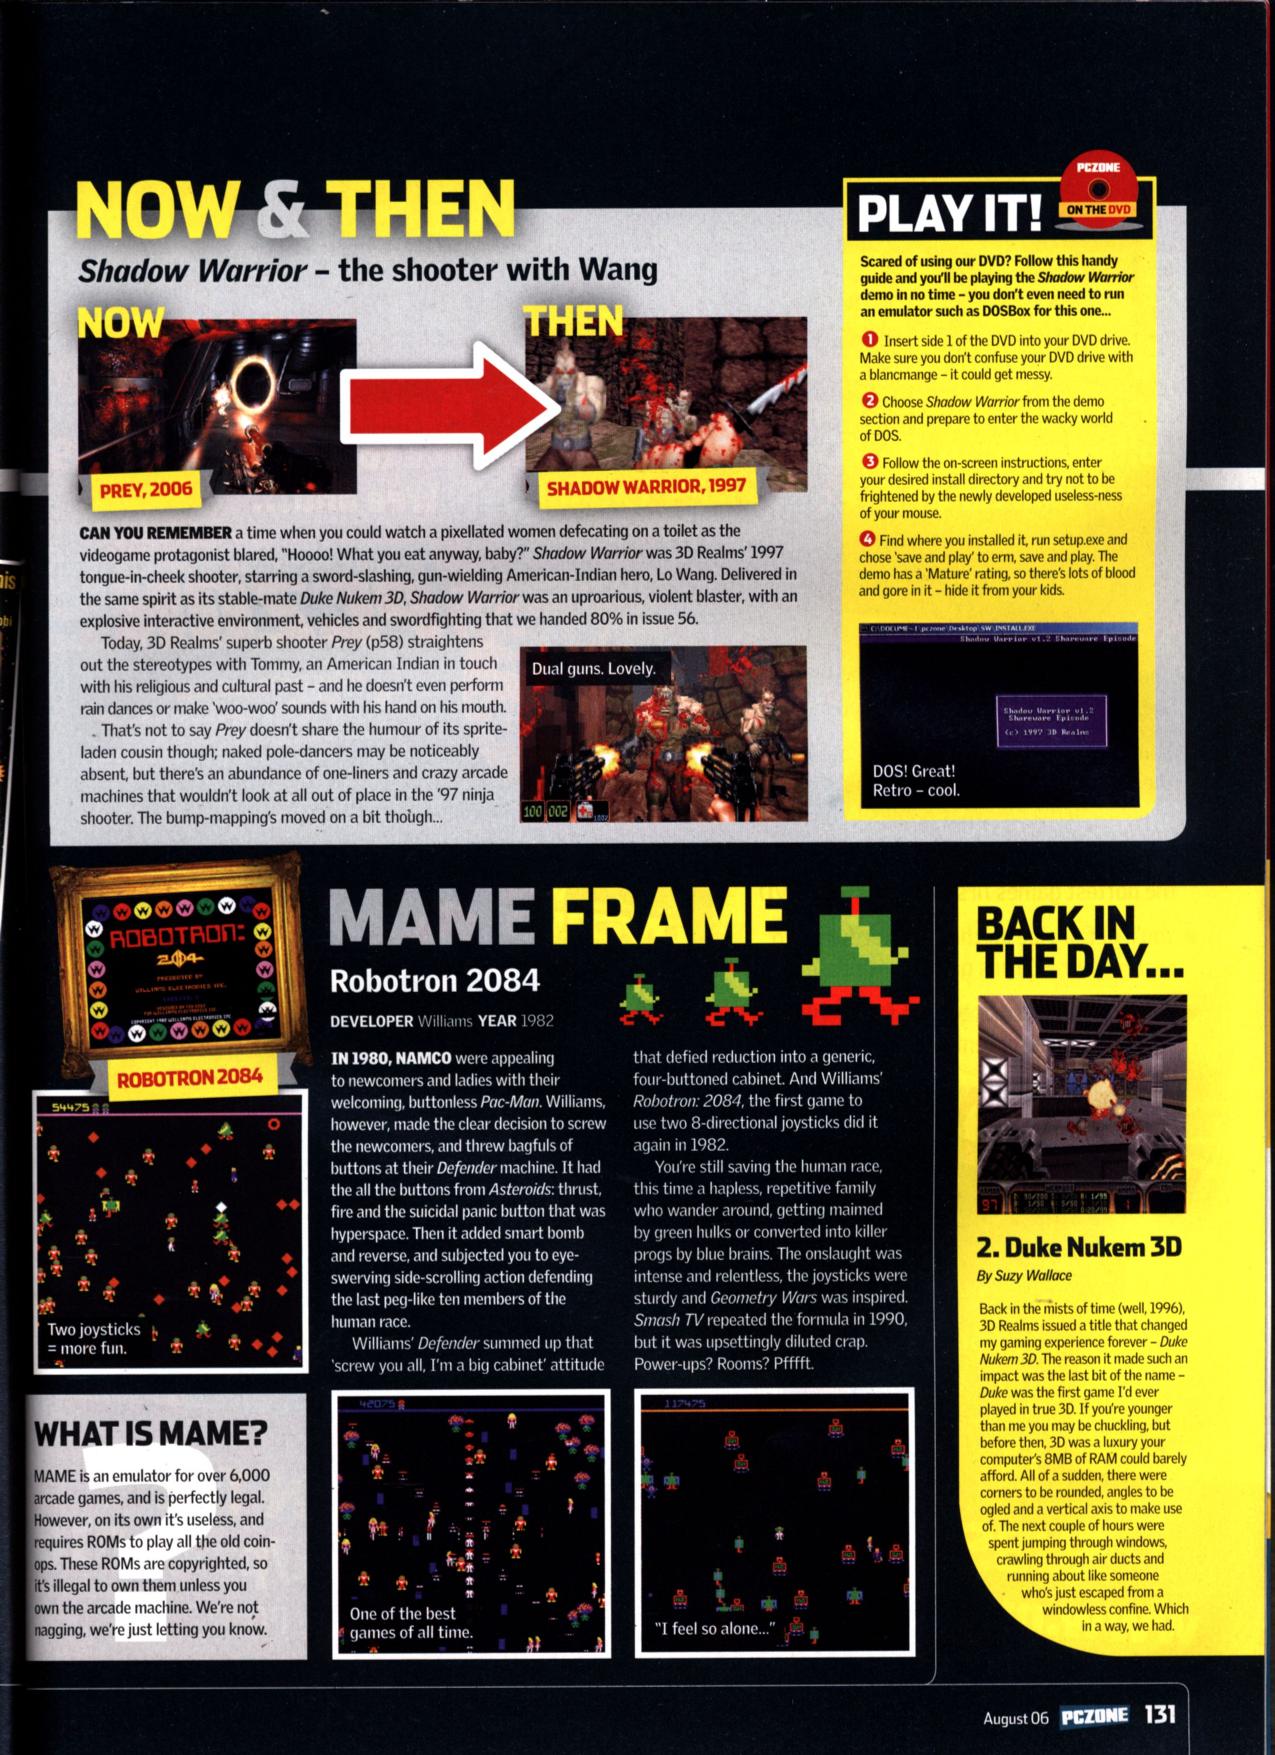 NOW & THEN
Shadow Warrior – the shooter with Wang
NOW
PREY, 2006
THEN
SHADOW WARRIOR, 1997
CAN YOU REMEMBER a time when you could watch a pixellated women defecating on a toilet as the
videogame protagonist blared, "Hoooo! What you eat anyway, baby?" Shadow Warrior was 3D Realms' 1997
tongue-in-cheek shooter, starring a sword-slashing, gun-wielding American-Indian hero, Lo Wang. Delivered in
the same spirit as its stable-mate Duke Nukem 3D, Shadow Warrior was an uproarious, violent blaster, with an
explosive interactive environment, vehicles and swordfighting that we handed 80% in issue 56.
Today, 3D Realms' superb shooter Prey (p58) straightens
out the stereotypes with Tommy, an American Indian in touch
with his religious and cultural past – and he doesn't even perform
rain dances or make 'woo-woo' sounds with his hand on his mouth.
That's not to say Prey doesn't share the humour of its sprite-
laden cousin though; naked pole-dancers may be noticeably
absent, but there's an abundance of one-liners and crazy arcade
machines that wouldn't look at all out of place in the '97 ninja
shooter. The bump-mapping's moved on a bit though...
Dual guns. Lovely.
100 002
PLAY IT!
PCZONE
ON THE DVD
Scared of using our DVD? Follow this handy
guide and you'll be playing the Shadow Warrior
demo in no time – you don't even need to run
an emulator such as DOSBox for this one...
1 Insert side 1 of the DVD into your DVD drive.
Make sure you don't confuse your DVD drive with
a blancmange – it could get messy.
2 Choose Shadow Warrior from the demo
section and prepare to enter the wacky world
of DOS.
3 Follow the on-screen instructions, enter
your desired install directory and try not to be
frightened by the newly developed useless-ness
of your mouse.
4 Find where you installed it, run setup.exe and
chose 'save and play' to erm, save and play. The
demo has a 'Mature' rating, so there's lots of blood
and gore in it – hide it from your kids.
C:\DOCUME~1\pczone\Desktop\SW\INSTALL.EXE
Shadow Warrior v1.2 Shareware Episode
Shadow Warrior v1.2
Shareware Episode
(c) 1997 3D Realms
DOS! Great!
Retro – cool.
ROBOTRON:
2084
PRESENTED BY
WILLIAMS ELECTRONICS INC.
ROBOTRON 2084
54475
Two joysticks
= more fun.
MAME FRAME
Robotron 2084
DEVELOPER Williams YEAR 1982
IN 1980, NAMCO were appealing
to newcomers and ladies with their
welcoming, buttonless Pac-Man. Williams,
however, made the clear decision to screw
the newcomers, and threw bagfuls of
buttons at their Defender machine. It had
the all the buttons from Asteroids: thrust,
fire and the suicidal panic button that was
hyperspace. Then it added smart bomb
and reverse, and subjected you to eye-
swerving side-scrolling action defending
the last peg-like ten members of the
human race.
Williams' Defender summed up that
'screw you all, I'm a big cabinet' attitude
that defied reduction into a generic,
four-buttoned cabinet. And Williams'
Robotron: 2084, the first game to
use two 8-directional joysticks did it
again in 1982.
You're still saving the human race,
this time a hapless, repetitive family
who wander around, getting maimed
by green hulks or converted into killer
progs by blue brains. The onslaught was
intense and relentless, the joysticks were
sturdy and Geometry Wars was inspired.
Smash TV repeated the formula in 1990,
but it was upsettingly diluted crap.
Power-ups? Rooms? Pfffft.
42075
One of the best
games of all time.
117475
"I feel so alone..."
WHAT IS MAME?
MAME is an emulator for over 6,000
arcade games, and is perfectly legal.
However, on its own it's useless, and
requires ROMs to play all the old coin-
ops. These ROMs are copyrighted, so
it's illegal to own them unless you
own the arcade machine. We're not
nagging, we're just letting you know.
BACK IN
THE DAY...
2. Duke Nukem 3D
By Suzy Wallace
Back in the mists of time (well, 1996),
3D Realms issued a title that changed
my gaming experience forever – Duke
Nukem 3D. The reason it made such an
impact was the last bit of the name –
Duke was the first game I'd ever
played in true 3D. If you're younger
than me you may be chuckling, but
before then, 3D was a luxury your
computer's 8MB of RAM could barely
afford. All of a sudden, there were
corners to be rounded, angles to be
ogled and a vertical axis to make use
of. The next couple of hours were
spent jumping through windows,
crawling through air ducts and
running about like someone
who's just escaped from a
windowless confine. Which
in a way, we had.
August 06 PCZONE 131